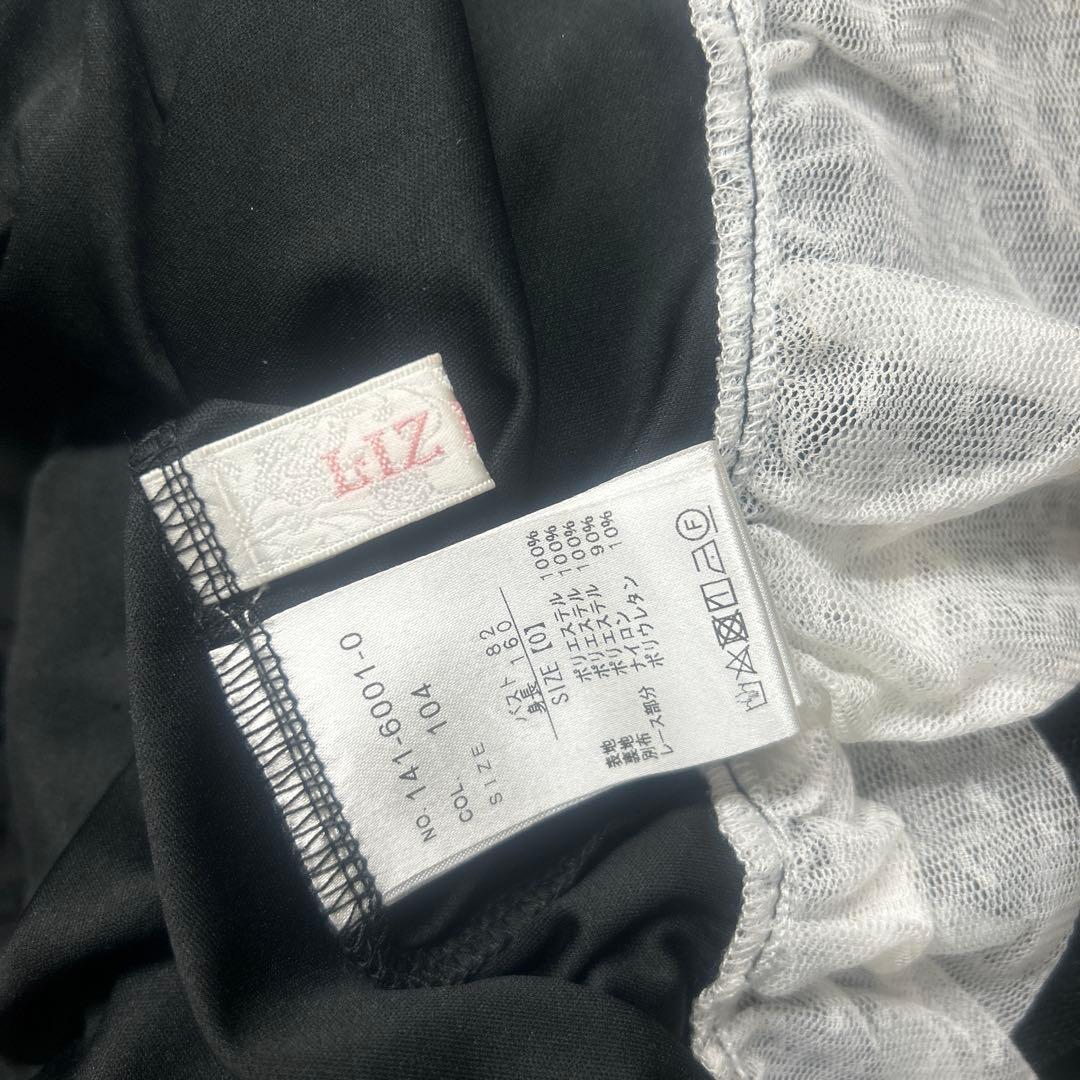 LIZ
NO. 141-6001-0
COL. 104
SIZE
バスト 82
身長 160
SIZE【0】
表地 ポリエステル 100%
裏地 ポリエステル 100%
別布 ポリエステル 100%
レース部分 ナイロン 90%
ポリウレタン 10%
F